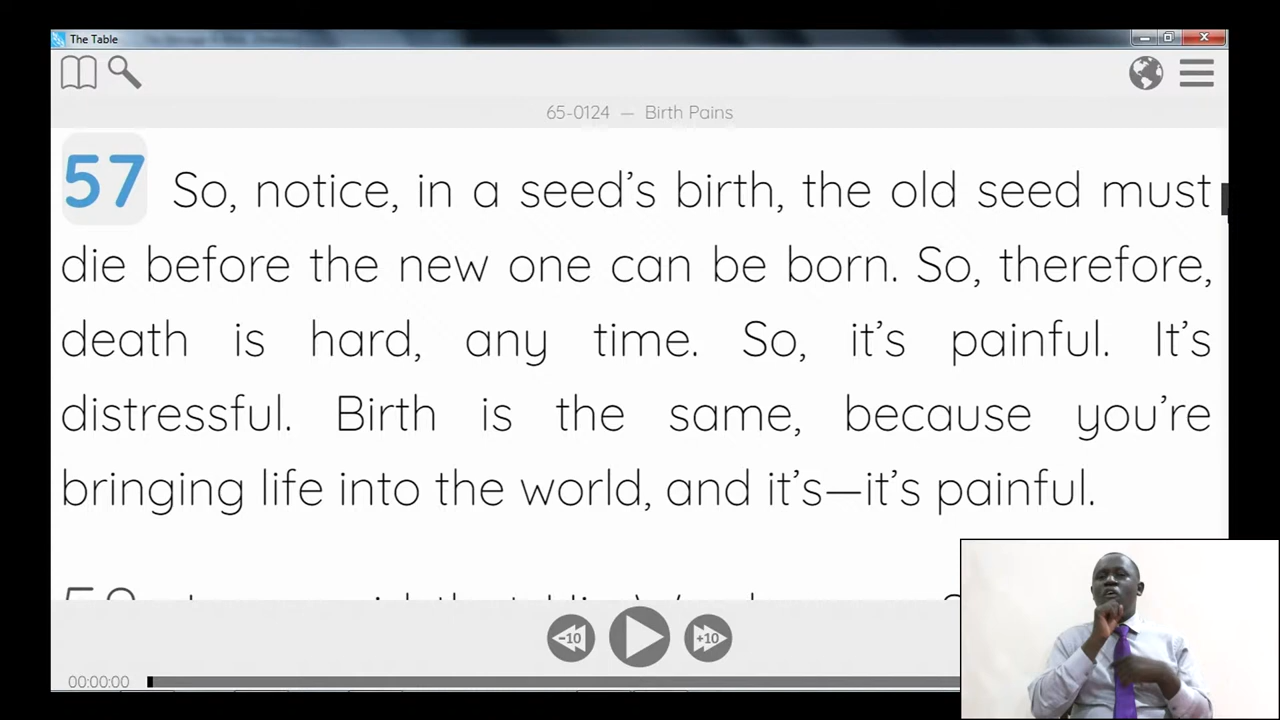 The Table
65-0124 — Birth Pains
57 So, notice, in a seed's birth, the old seed must
die before the new one can be born. So, therefore,
death is hard, any time. So, it's painful. It's
distressful. Birth is the same, because you're
bringing life into the world, and it's—it's painful.
-10
+10
00:00:00